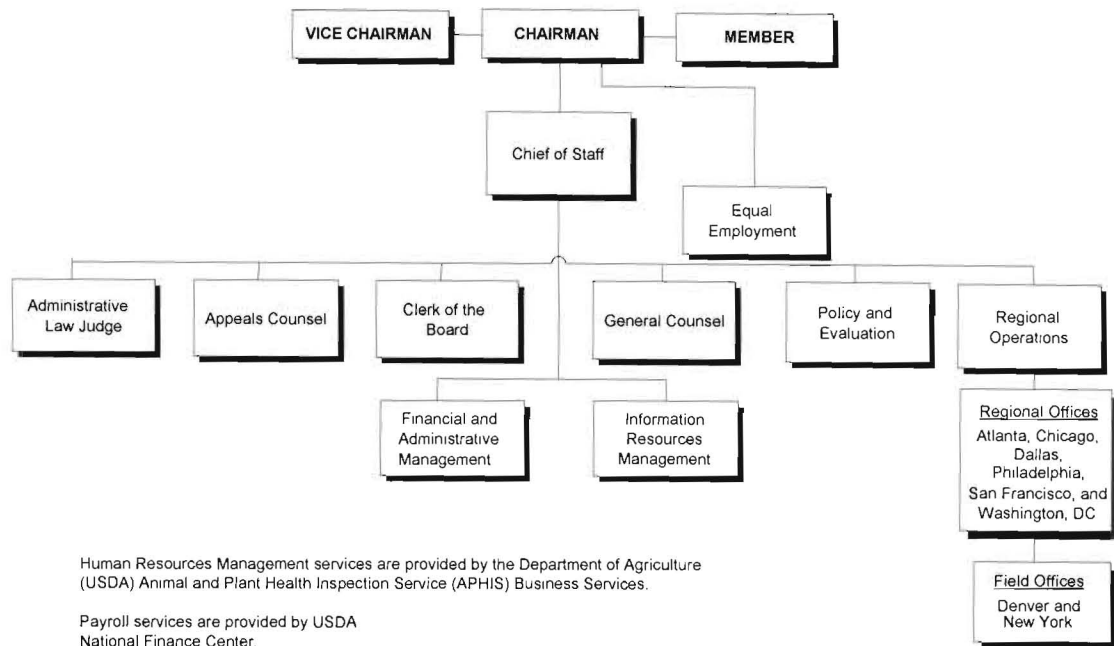 VICE CHAIRMAN
CHAIRMAN
MEMBER
Chief of Staff
Equal
Employment
Administrative
Law Judge
Appeals Counsel
Clerk of the
Board
General Counsel
Policy and
Evaluation
Regional
Operations
Financial and
Administrative
Management
Information
Resources
Management
Regional Offices
Atlanta, Chicago,
Dallas,
Philadelphia,
San Francisco, and
Washington, DC
Field Offices
Denver and
New York
Human Resources Management services are provided by the Department of Agriculture
(USDA) Animal and Plant Health Inspection Service (APHIS) Business Services.
Payroll services are provided by USDA
National Finance Center.